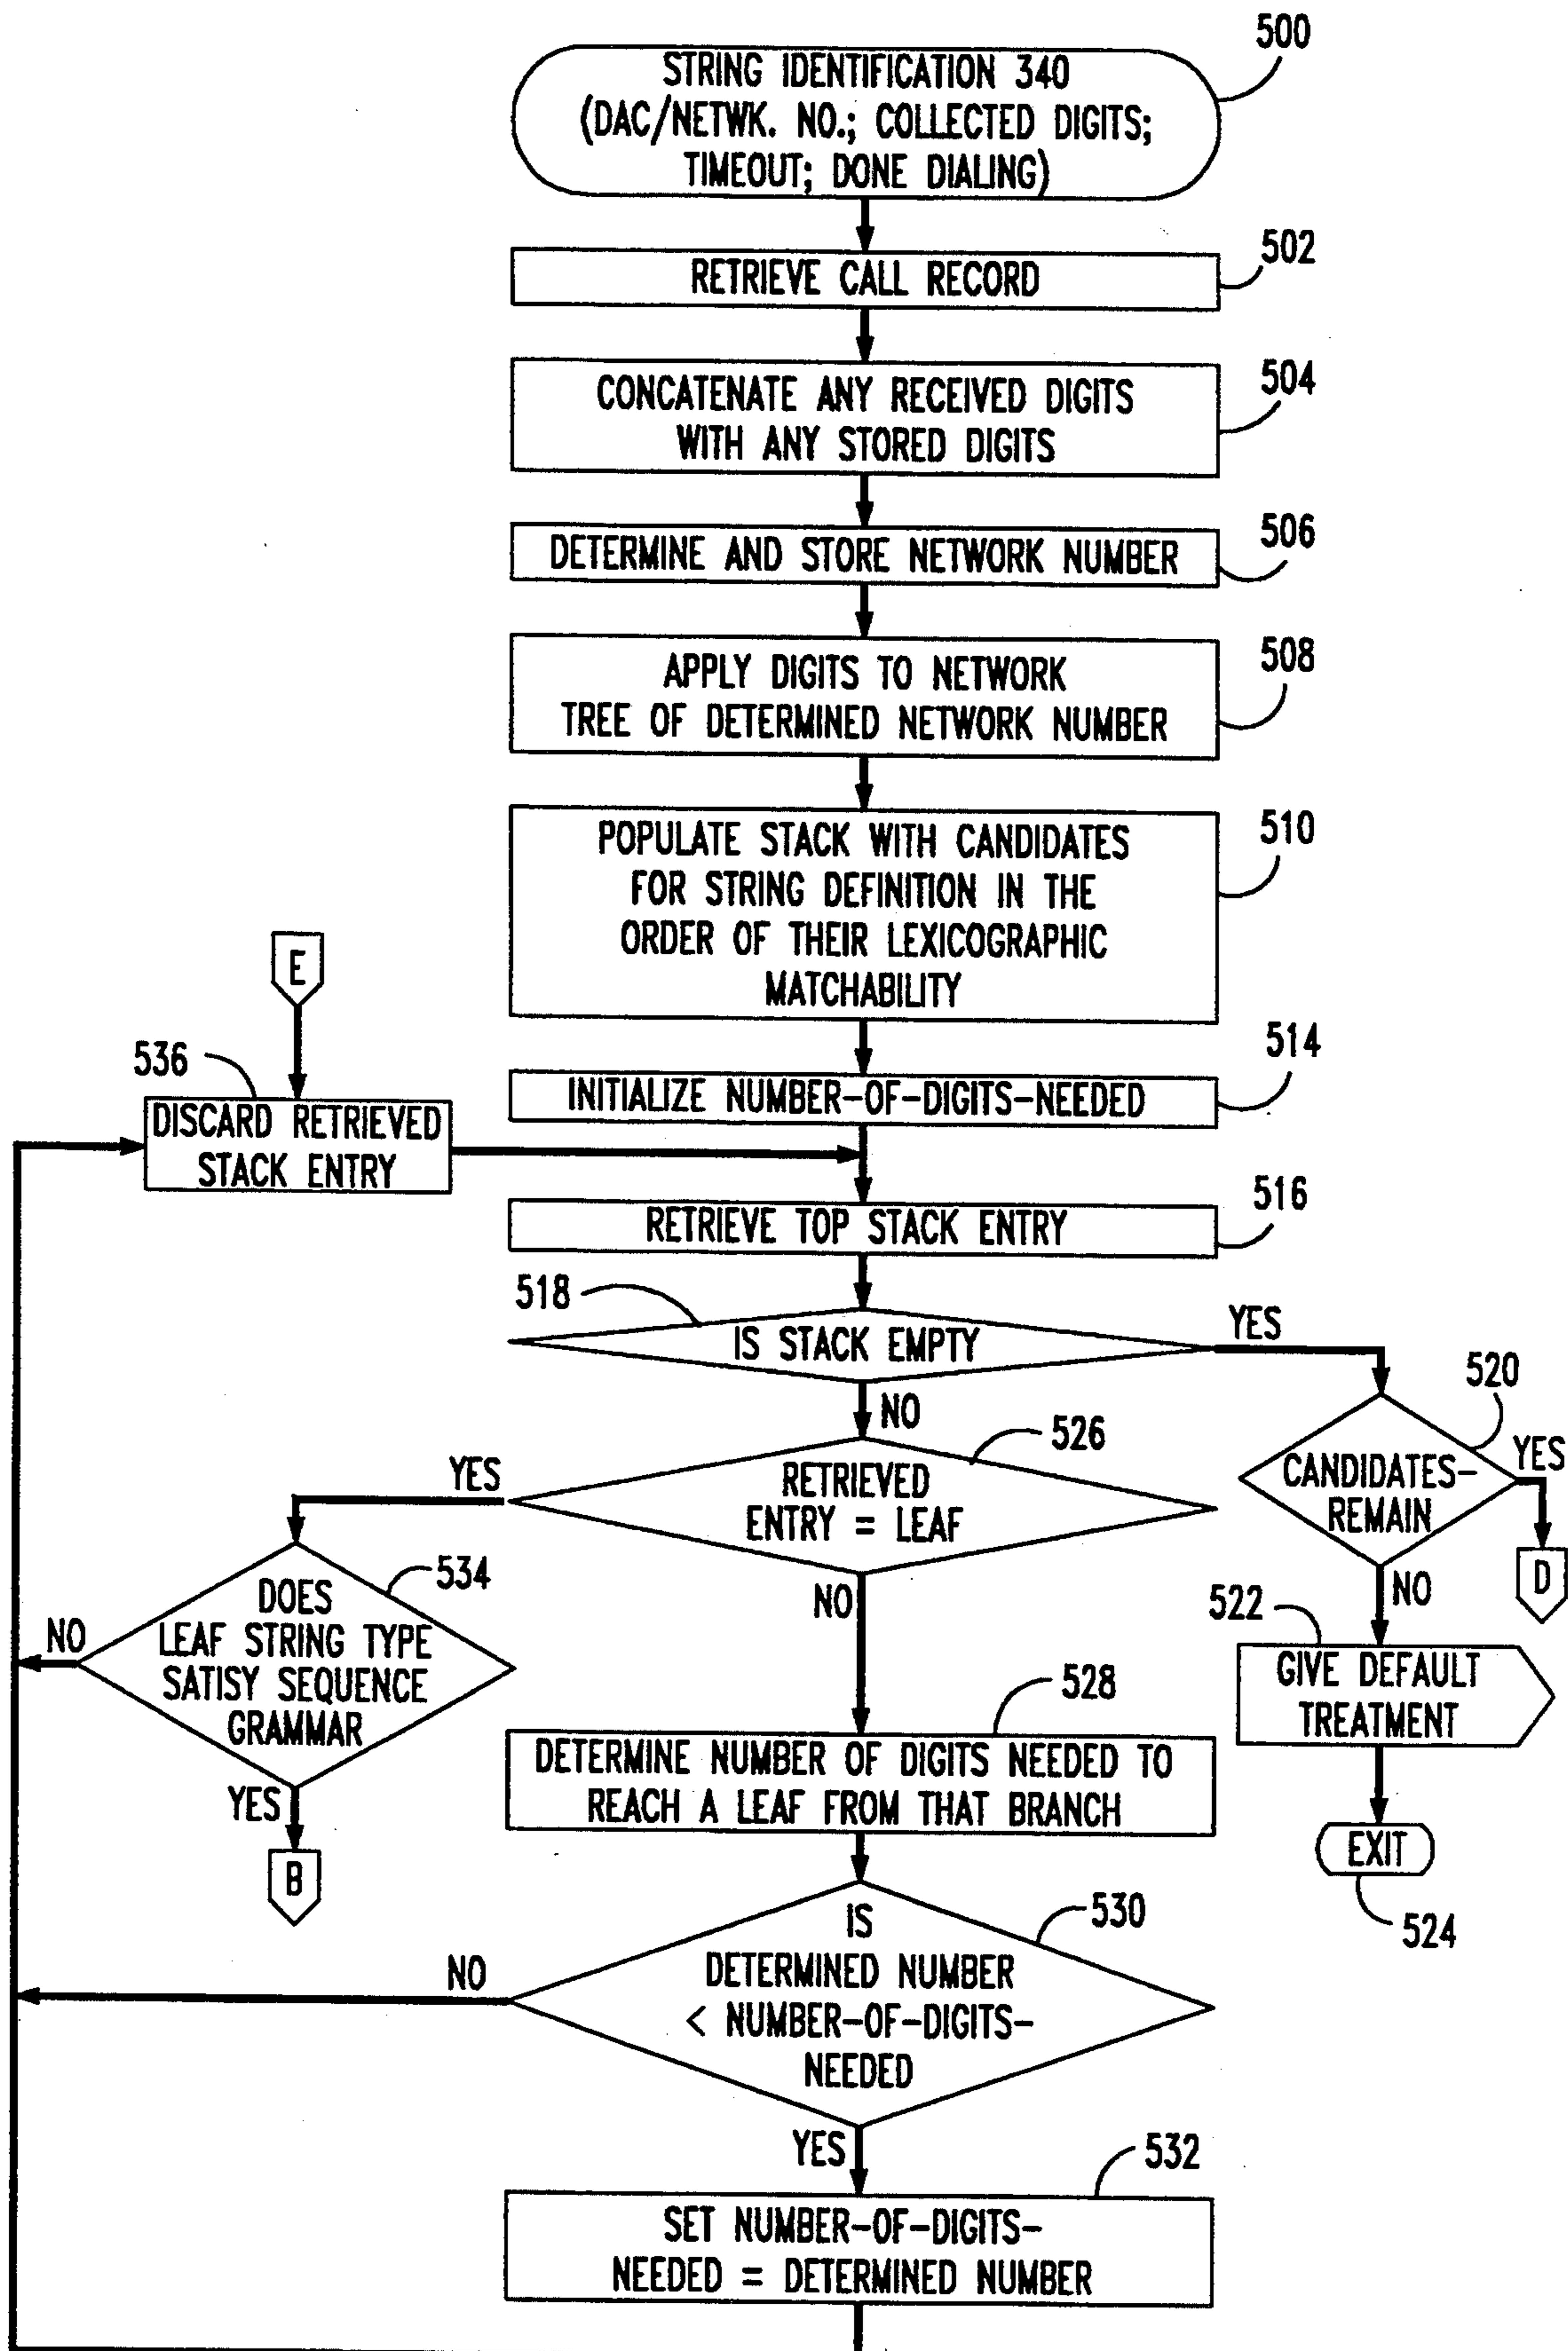 500
STRING IDENTIFICATION 340
(DAC/NETWK. NO.; COLLECTED DIGITS;
TIMEOUT; DONE DIALING)
502
RETRIEVE CALL RECORD
504
CONCATENATE ANY RECEIVED DIGITS
WITH ANY STORED DIGITS
506
DETERMINE AND STORE NETWORK NUMBER
508
APPLY DIGITS TO NETWORK
TREE OF DETERMINED NETWORK NUMBER
510
POPULATE STACK WITH CANDIDATES
FOR STRING DEFINITION IN THE
ORDER OF THEIR LEXICOGRAPHIC
MATCHABILITY
E
514
INITIALIZE NUMBER-OF-DIGITS-NEEDED
536
DISCARD RETRIEVED
STACK ENTRY
516
RETRIEVE TOP STACK ENTRY
518
IS STACK EMPTY
YES
NO
520
CANDIDATES-
REMAIN
YES
D
NO
522
GIVE DEFAULT
TREATMENT
EXIT
524
526
RETRIEVED
ENTRY = LEAF
YES
NO
534
DOES
LEAF STRING TYPE
SATISY SEQUENCE
GRAMMAR
NO
YES
B
528
DETERMINE NUMBER OF DIGITS NEEDED TO
REACH A LEAF FROM THAT BRANCH
530
IS
DETERMINED NUMBER
< NUMBER-OF-DIGITS-
NEEDED
NO
YES
532
SET NUMBER-OF-DIGITS-
NEEDED = DETERMINED NUMBER